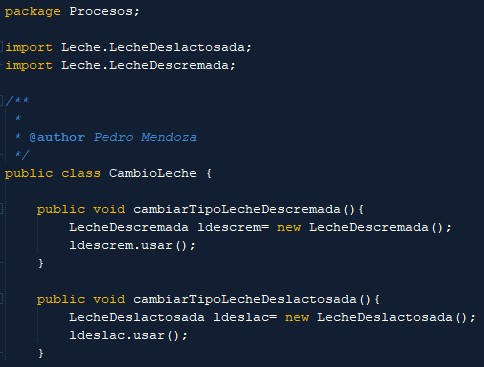 package Procesos;
import Leche.LecheDeslactosada;
import Leche.LecheDescremada;
/**
*
* @author Pedro Mendoza
*/
public class CambioLeche {
public void cambiarTipoLecheDescremada(){
LecheDescremada ldescrem= new LecheDescremada();
ldescrem.usar();
}
public void cambiarTipoLecheDeslactosada(){
LecheDeslactosada ldeslac= new LecheDeslactosada();
ldeslac.usar();
}